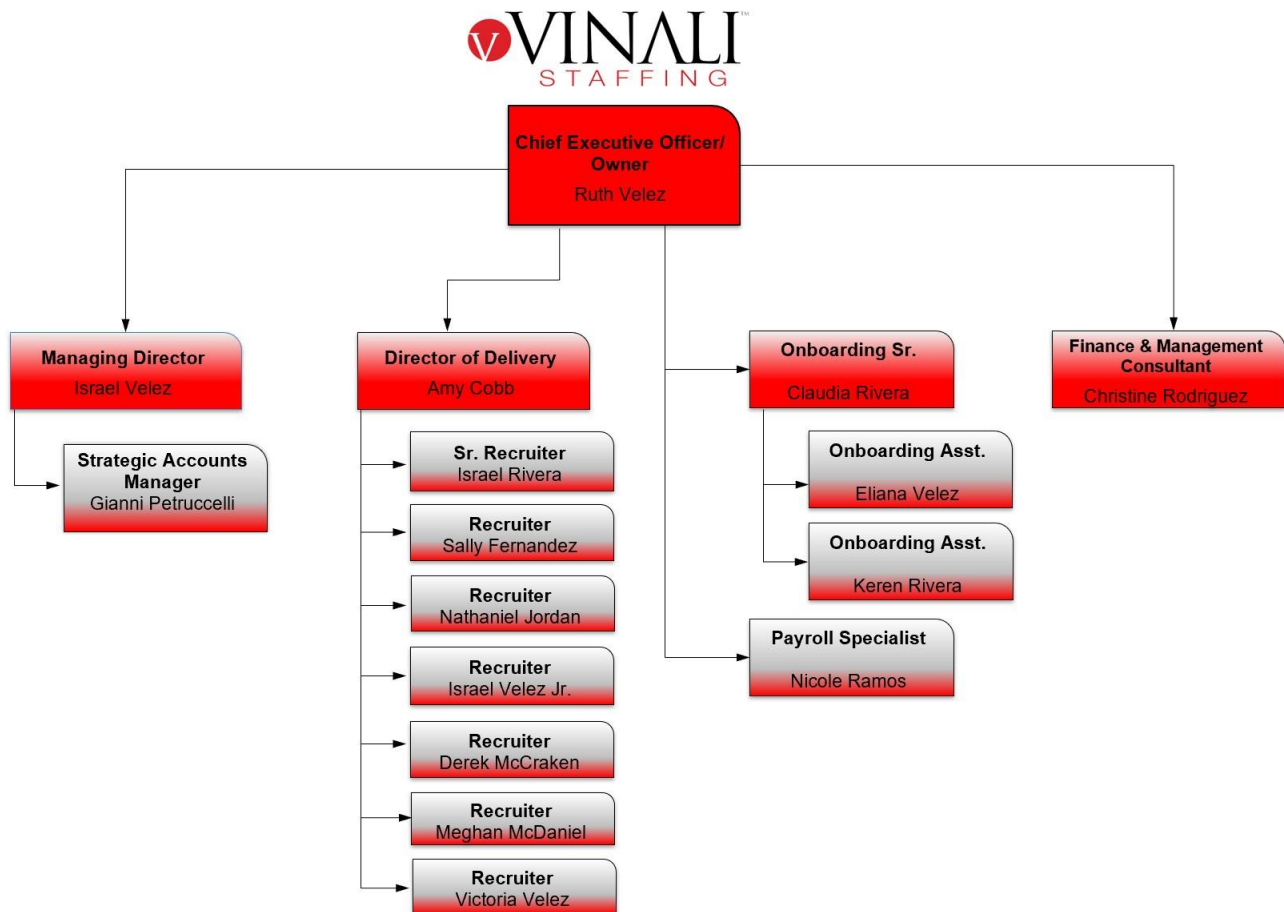 V VINALI™
STAFFING
Chief Executive Officer/
Owner
Ruth Velez
Managing Director
Israel Velez
Strategic Accounts
Manager
Gianni Petruccelli
Director of Delivery
Amy Cobb
Sr. Recruiter
Israel Rivera
Recruiter
Sally Fernandez
Recruiter
Nathaniel Jordan
Recruiter
Israel Velez Jr.
Recruiter
Derek McCraken
Recruiter
Meghan McDaniel
Recruiter
Victoria Velez
Onboarding Sr.
Claudia Rivera
Onboarding Asst.
Eliana Velez
Onboarding Asst.
Keren Rivera
Payroll Specialist
Nicole Ramos
Finance & Management
Consultant
Christine Rodriguez